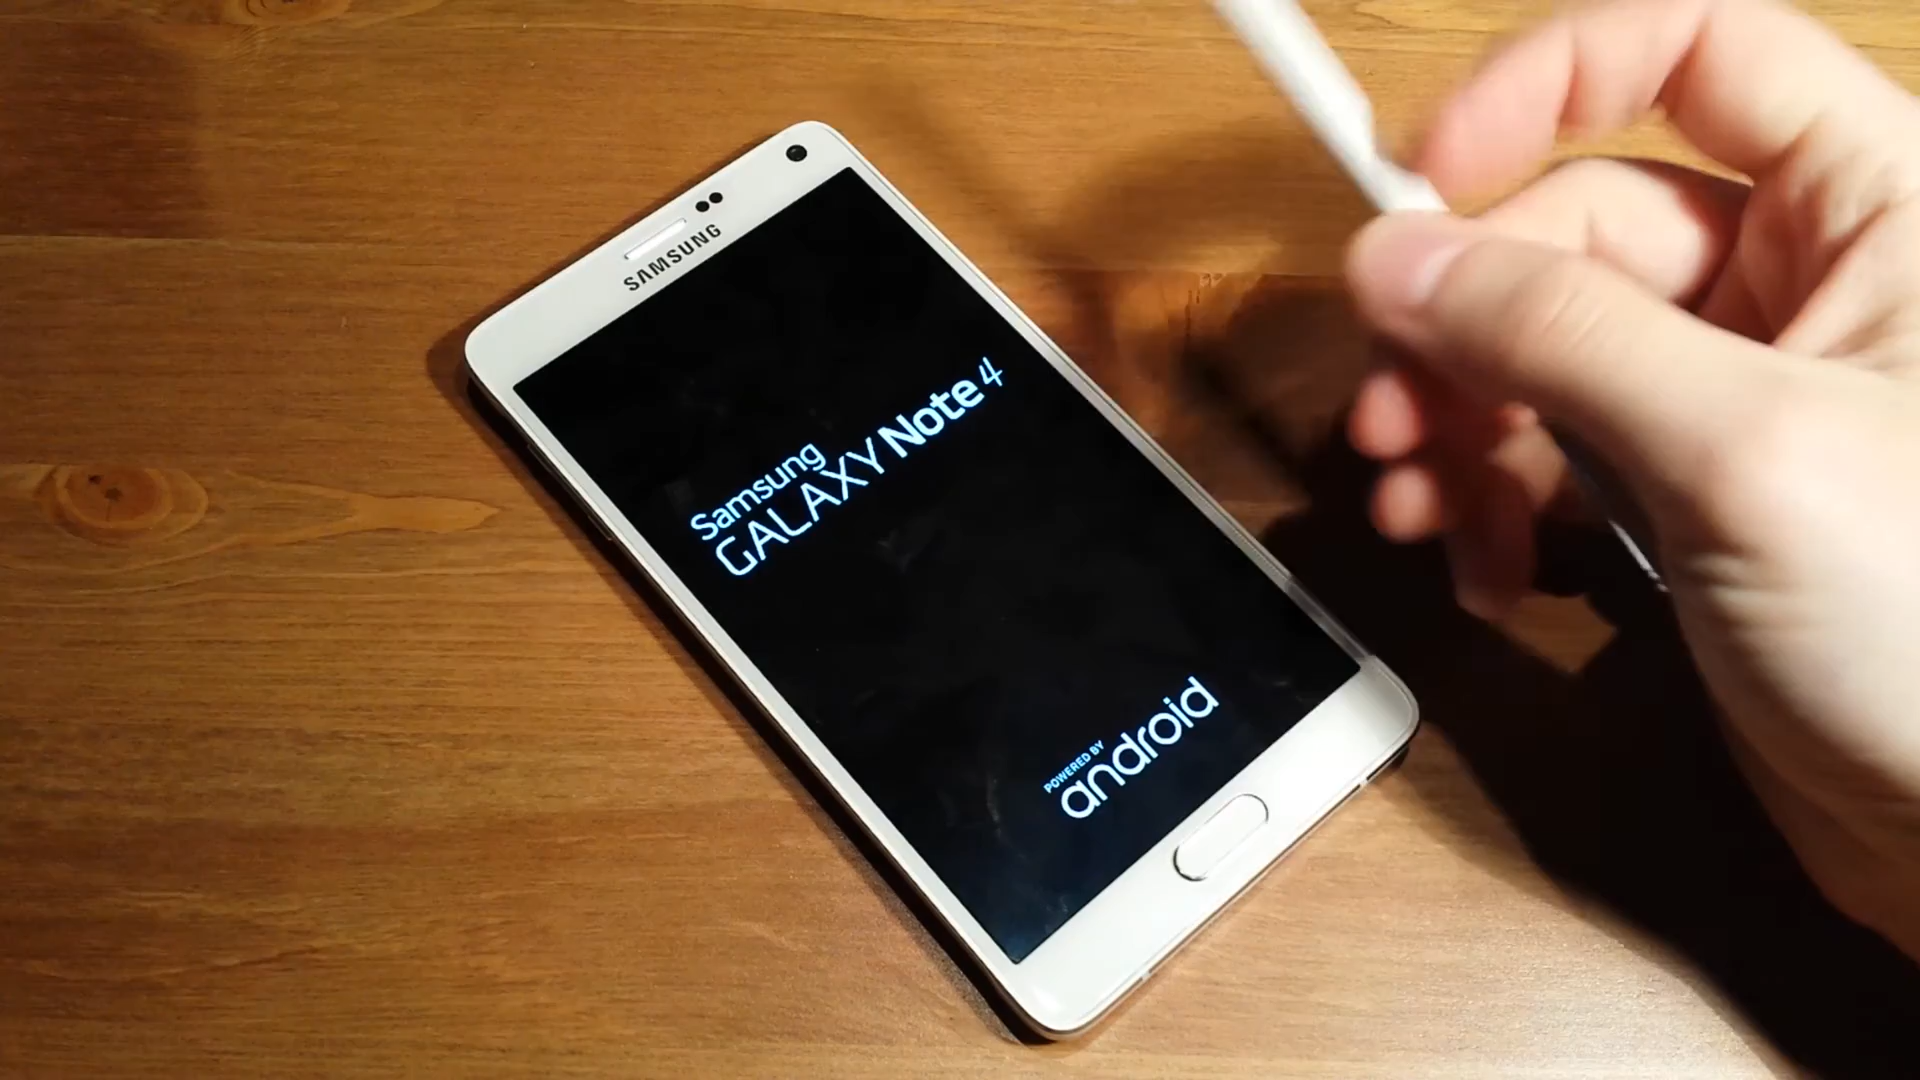 SAMSUNG
Samsung
GALAXY Note 4
POWERED BY
android